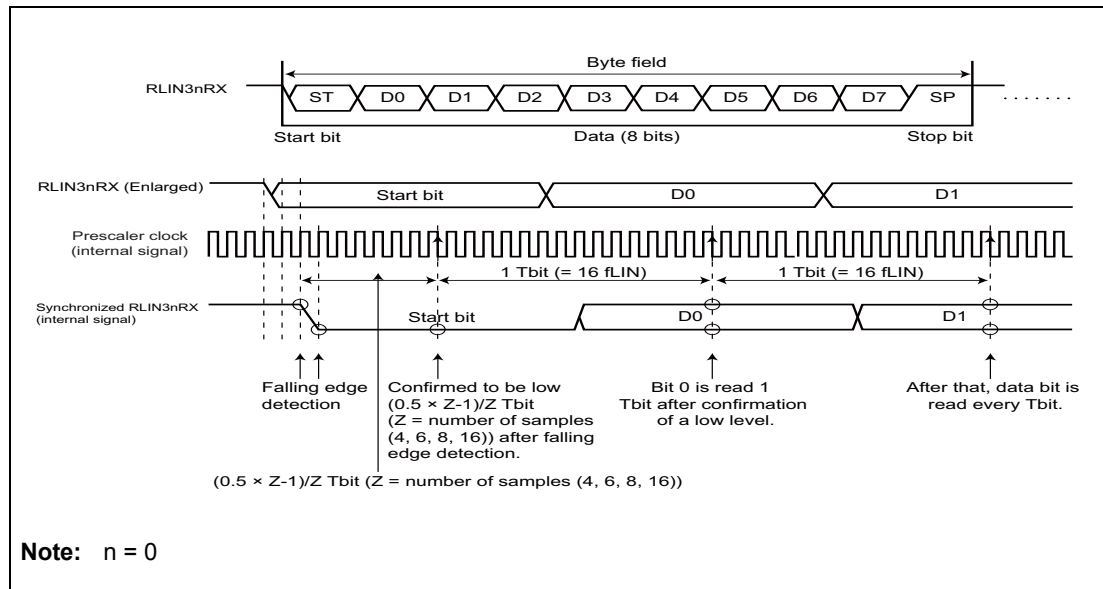 Byte field
RLIN3nRX
ST D0 D1 D2 D3 D4 D5 D6 D7 SP .......
Start bit Data (8 bits) Stop bit
RLIN3nRX (Enlarged)
Start bit D0 D1
Prescaler clock
(internal signal)
1 Tbit (= 16 fLIN) 1 Tbit (= 16 fLIN)
Synchronized RLIN3nRX
(internal signal)
Start bit D0 D1
Falling edge
detection
Confirmed to be low
(0.5 × Z-1)/Z Tbit
(Z = number of samples
(4, 6, 8, 16)) after falling
edge detection.
Bit 0 is read 1
Tbit after confirmation
of a low level.
After that, data bit is
read every Tbit.
(0.5 × Z-1)/Z Tbit (Z = number of samples (4, 6, 8, 16))
Note: n = 0